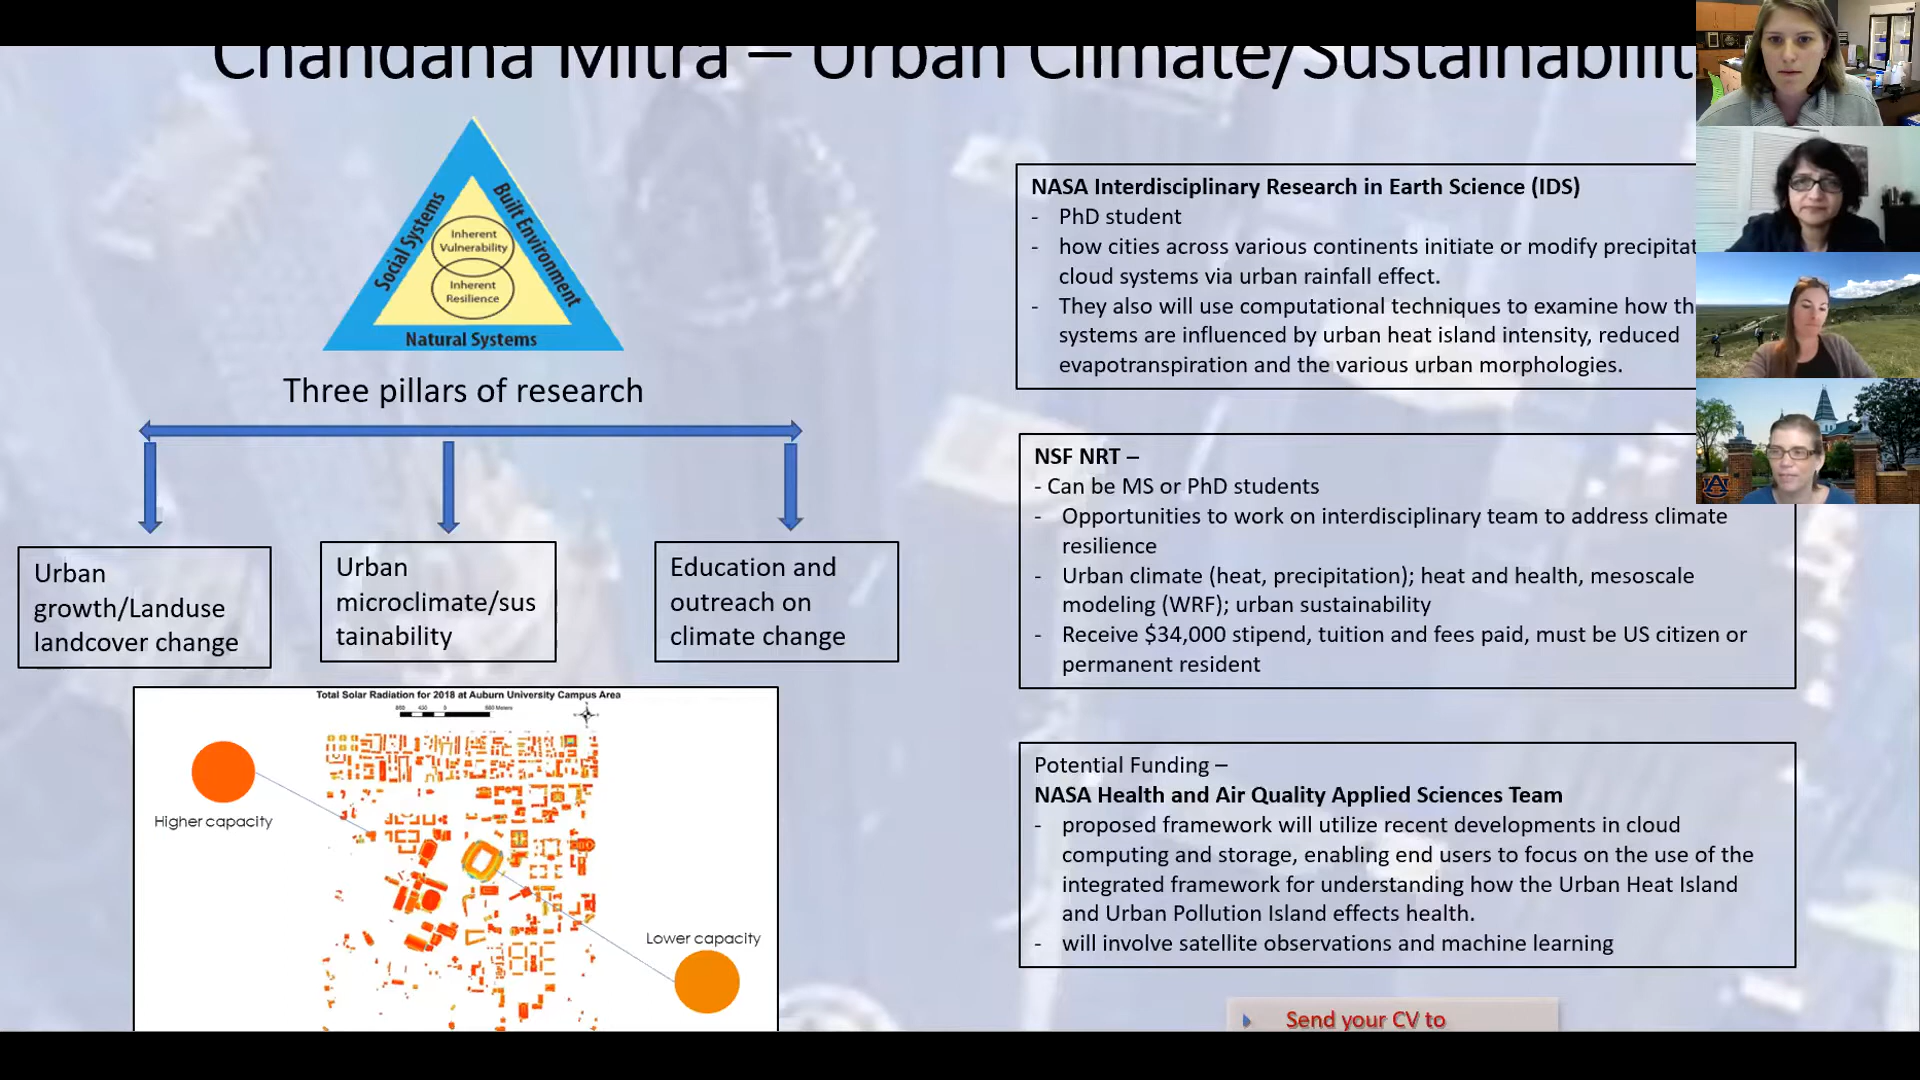 Chandana Mitra – Urban Climate/Sustainabilit
Social Systems
Built Environment
Inherent
Vulnerability
Inherent
Resilience
Natural Systems
Three pillars of research
Urban
growth/Landuse
landcover change
Urban
microclimate/sus
tainability
Education and
outreach on
climate change
Total Solar Radiation for 2018 at Auburn University Campus Area
Higher capacity
Lower capacity
NASA Interdisciplinary Research in Earth Science (IDS)
- PhD student
- how cities across various continents initiate or modify precipitat
cloud systems via urban rainfall effect.
- They also will use computational techniques to examine how th
systems are influenced by urban heat island intensity, reduced
evapotranspiration and the various urban morphologies.
NSF NRT –
- Can be MS or PhD students
- Opportunities to work on interdisciplinary team to address climate
resilience
- Urban climate (heat, precipitation); heat and health, mesoscale
modeling (WRF); urban sustainability
- Receive $34,000 stipend, tuition and fees paid, must be US citizen or
permanent resident
Potential Funding –
NASA Health and Air Quality Applied Sciences Team
- proposed framework will utilize recent developments in cloud
computing and storage, enabling end users to focus on the use of the
integrated framework for understanding how the Urban Heat Island
and Urban Pollution Island effects health.
- will involve satellite observations and machine learning
Send your CV to